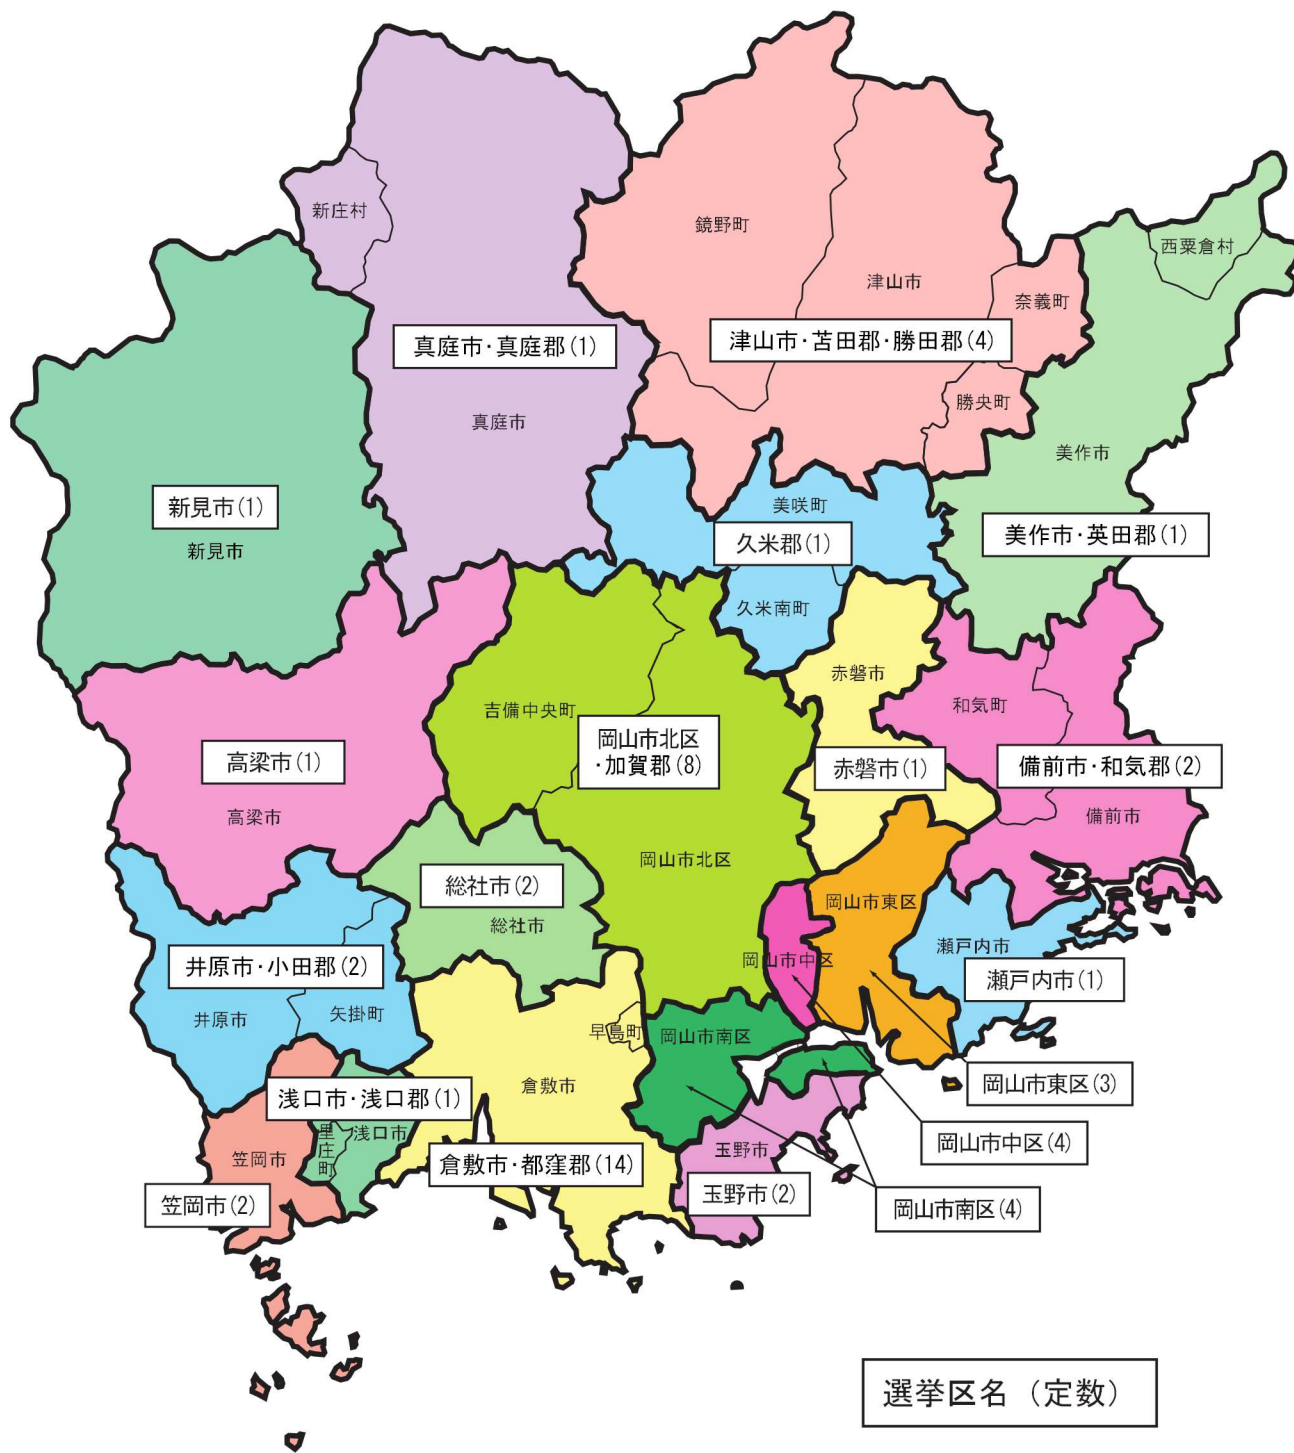 新庄村
鏡野町
津山市
西粟倉村
奈義町
真庭市・真庭郡(1)
津山市・苫田郡・勝田郡(4)
真庭市
勝央町
美作市
新見市(1)
新見市
美咲町
久米郡(1)
美作市・英田郡(1)
久米南町
赤磐市
吉備中央町
和気町
岡山市北区
・加賀郡(8)
高梁市(1)
赤磐市(1)
備前市・和気郡(2)
高梁市
備前市
岡山市北区
総社市(2)
総社市
岡山市東区
瀬戸内市
井原市・小田郡(2)
岡山市中区
瀬戸内市(1)
井原市
矢掛町
早島町
岡山市南区
倉敷市
岡山市東区(3)
浅口市・浅口郡(1)
里庄町
浅口市
笠岡市
倉敷市・都窪郡(14)
玉野市
岡山市中区(4)
笠岡市(2)
玉野市(2)
岡山市南区(4)
選挙区名（定数）